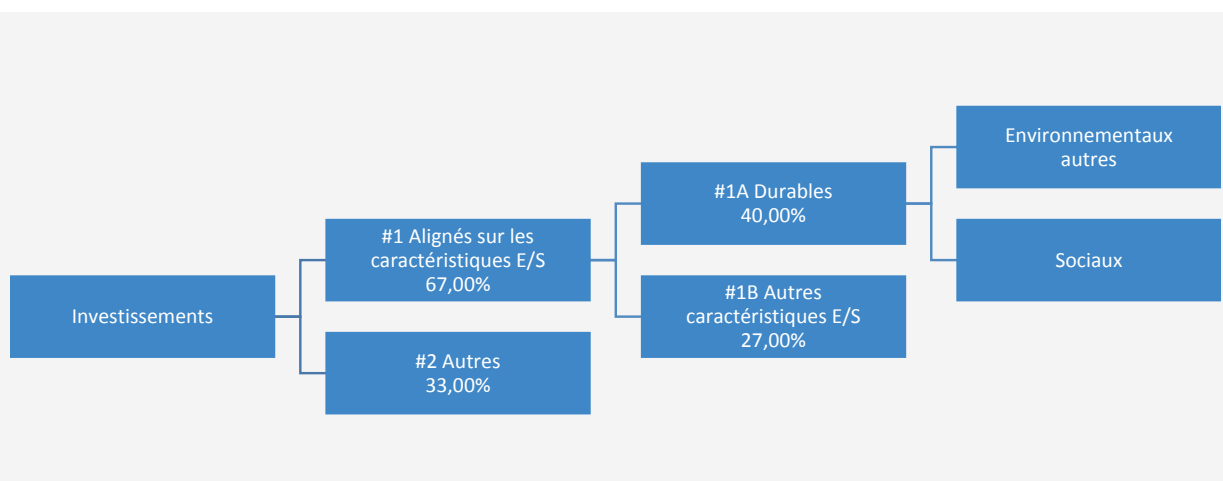 Investissements
#1 Alignés sur les
caractéristiques E/S
67,00%
#2 Autres
33,00%
#1A Durables
40,00%
#1B Autres
caractéristiques E/S
27,00%
Environnementaux
autres
Sociaux